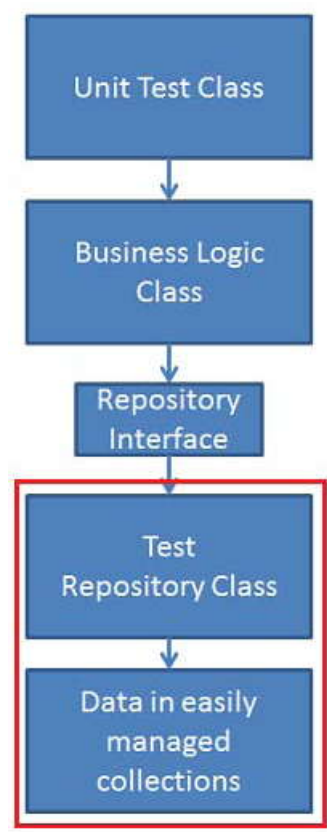 Unit Test Class
Business Logic
Class
Repository
Interface
Test
Repository Class
Data in easily
managed
collections